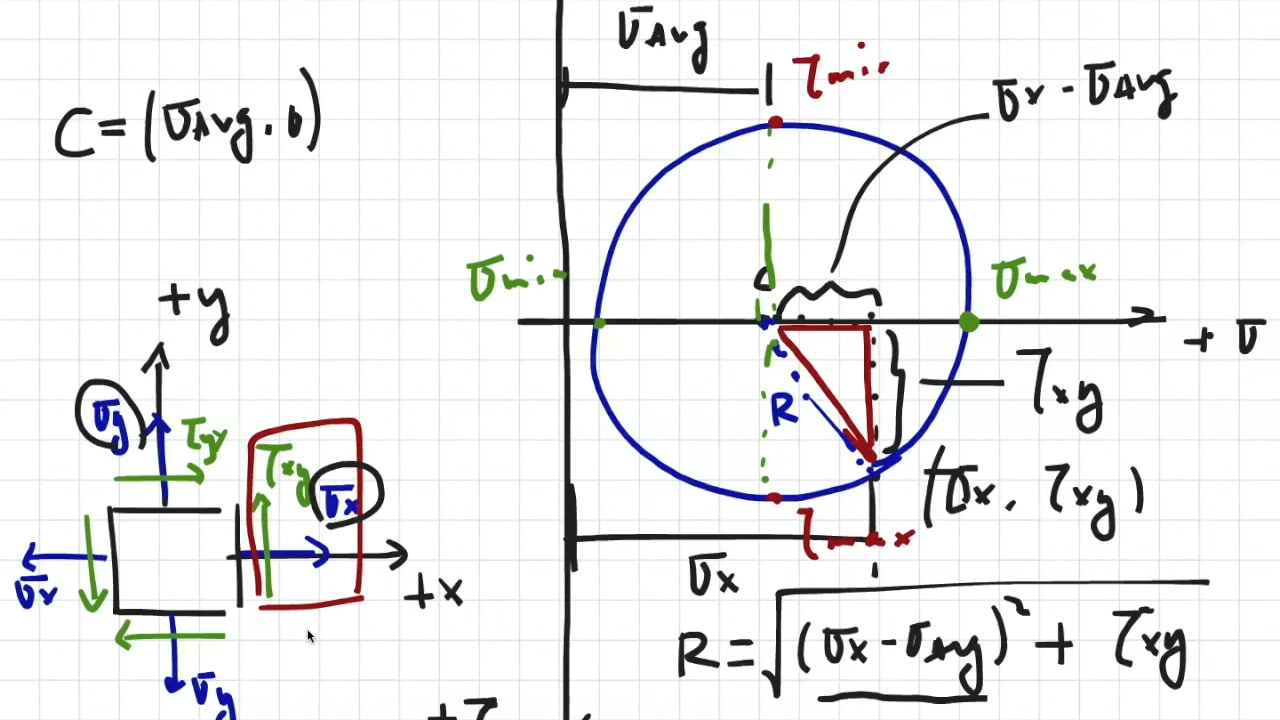 C = (σAvg, 0)
σAvg
τmin
σx - σAvg
σmin
C
σmax
+ σ
R
τxy
(σx, τxy)
τmax
σx
R = √(σx - σAvg)² + τxy
+y
σy
τyx
τxy
σx
σx
+x
σy
+τ